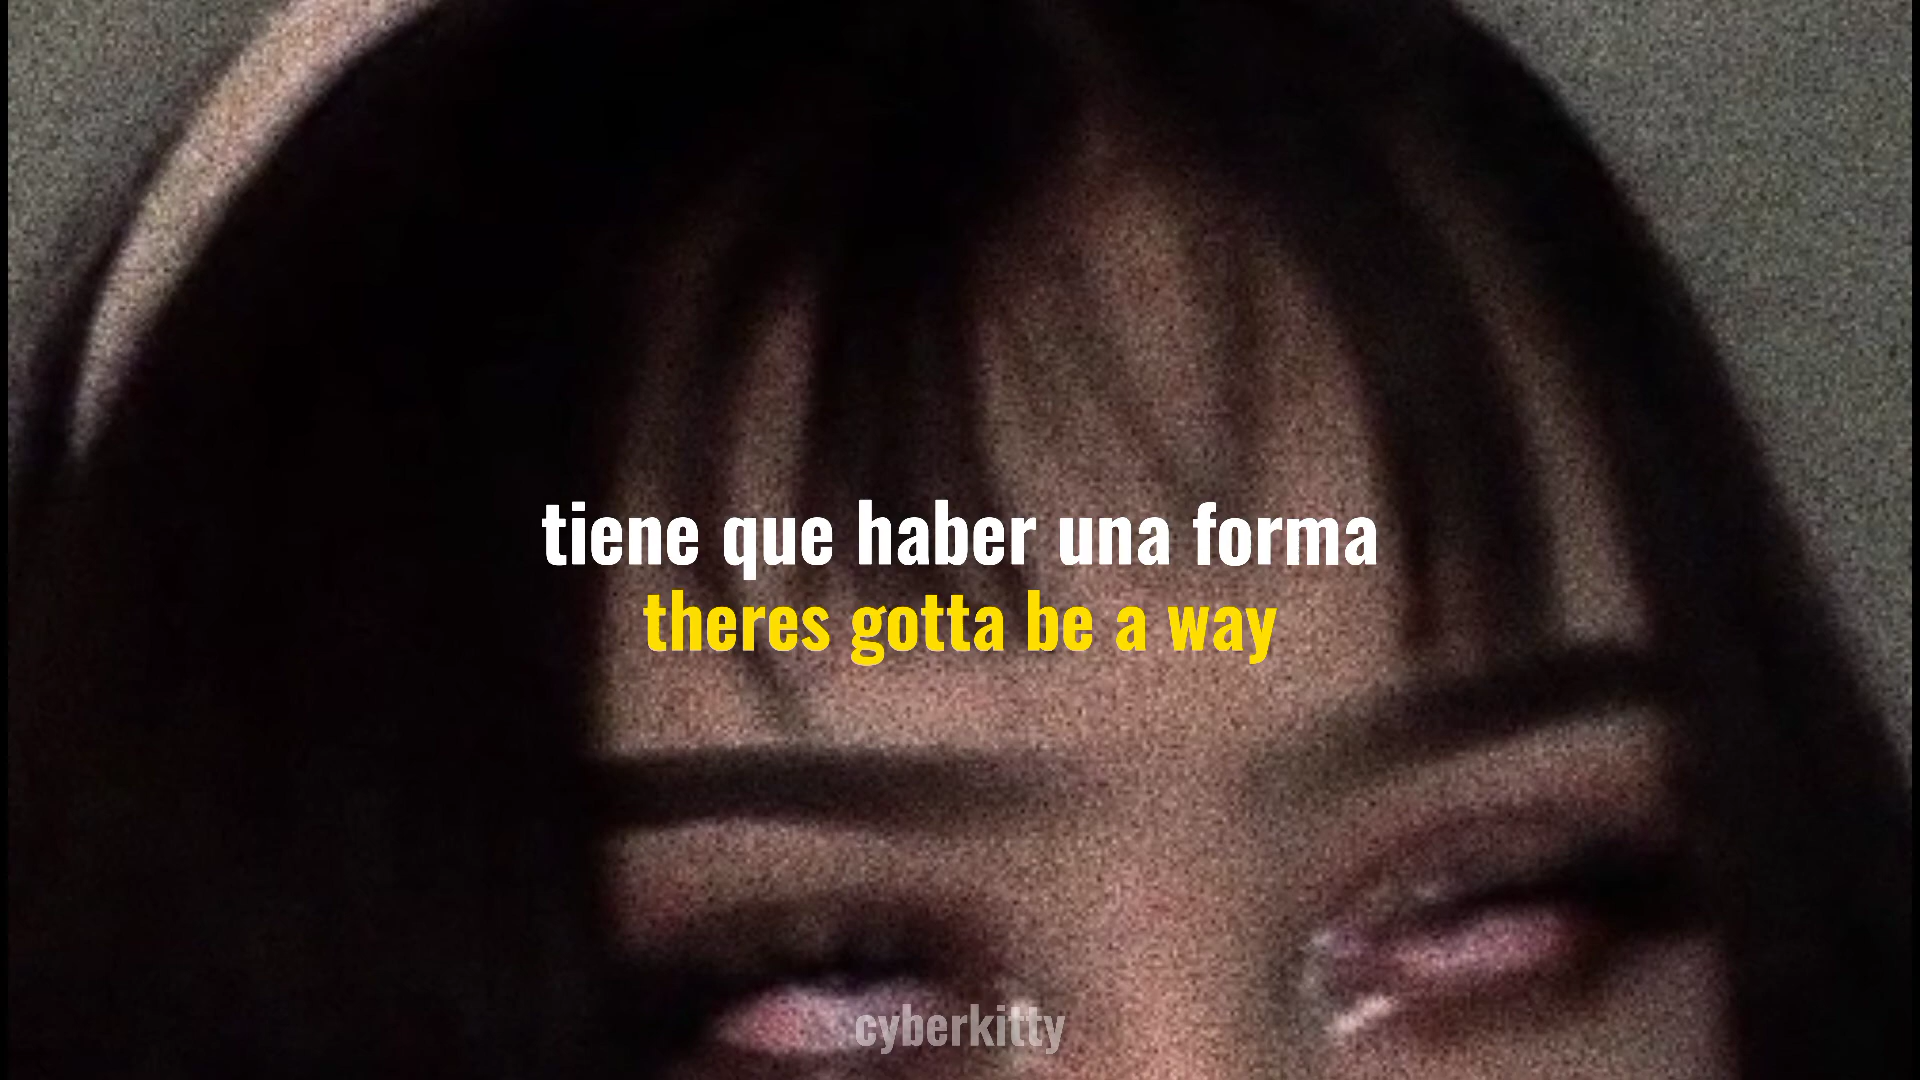 tiene que haber una forma
theres gotta be a way
cyberkitty